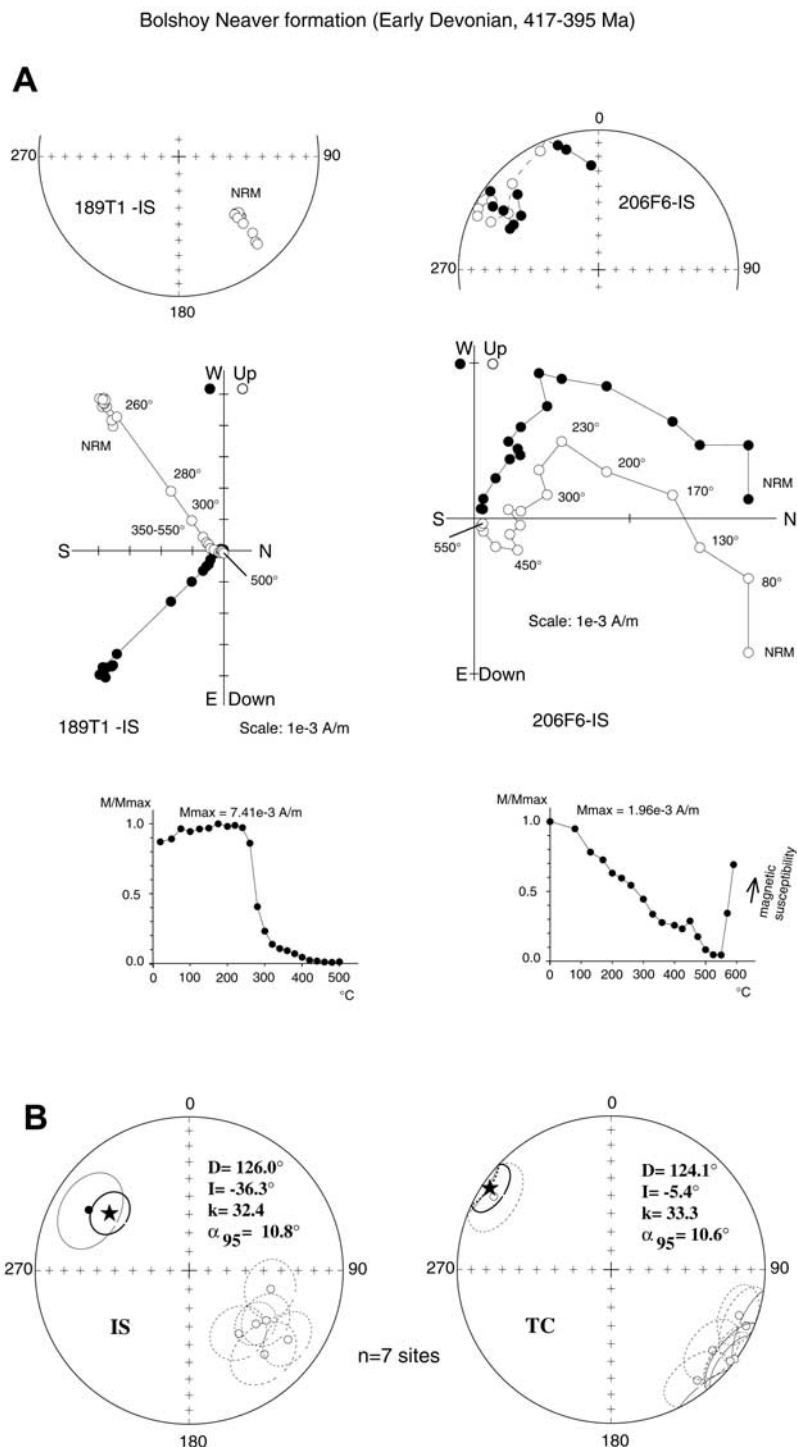 Bolshoy Neaver formation (Early Devonian, 417-395 Ma)
A
270
90
NRM
189T1 -IS
180
0
206F6-IS
270
90
W
Up
260°
NRM
280°
300°
350-550°
S
N
500°
E
Down
189T1 -IS
Scale: 1e-3 A/m
W
Up
230°
200°
NRM
170°
300°
S
N
550°
450°
130°
80°
Scale: 1e-3 A/m
NRM
E
Down
206F6-IS
M/Mmax
Mmax = 7.41e-3 A/m
1.0
0.5
0.0
0 100 200 300 400 500
°C
M/Mmax
Mmax = 1.96e-3 A/m
1.0
0.5
0.0
0 100 200 300 400 500 600
°C
magnetic
susceptibility
B
0
D= 126.0°
I= -36.3°
k= 32.4
α95= 10.8°
270
90
IS
180
n=7 sites
0
D= 124.1°
I= -5.4°
k= 33.3
α95= 10.6°
270
90
TC
180